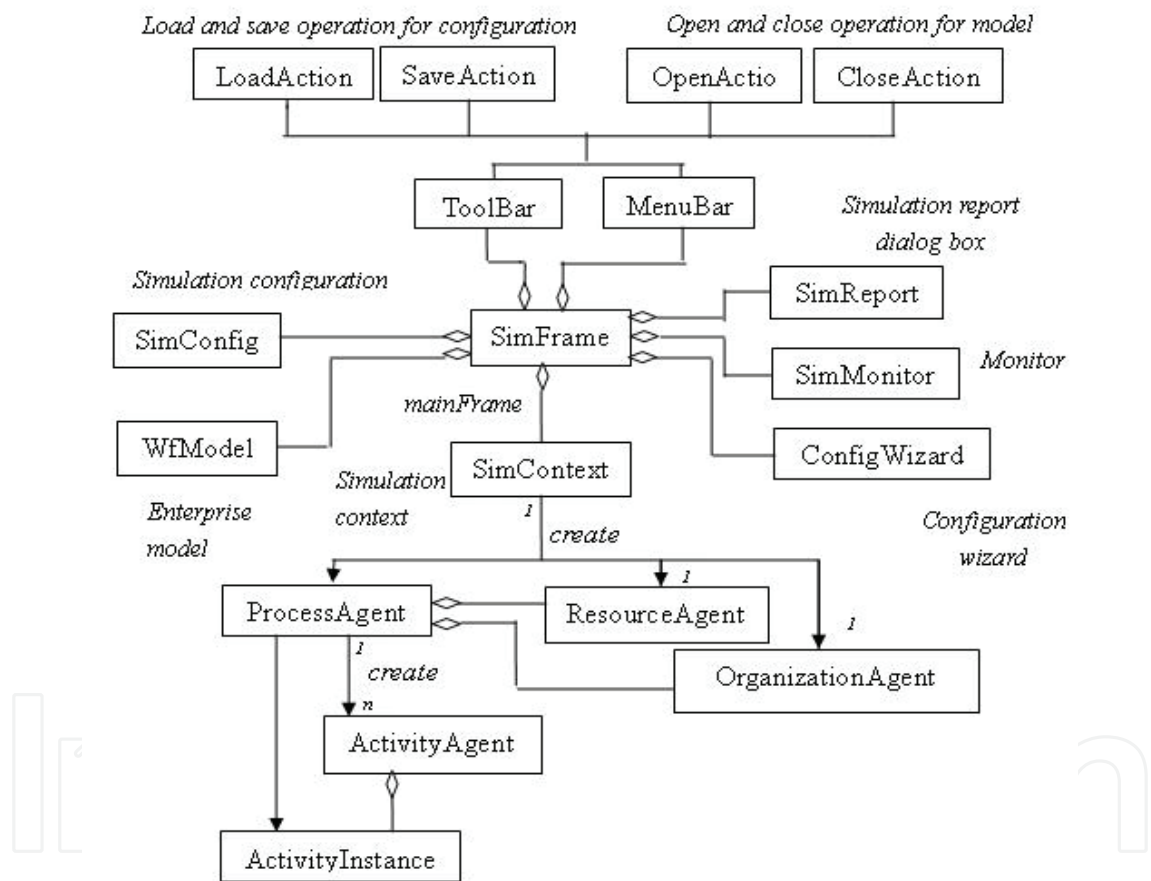 Load and save operation for configuration
Open and close operation for model
LoadAction
SaveAction
OpenActio
CloseAction
ToolBar
MenuBar
Simulation report
dialog box
Simulation configuration
SimConfig
SimFrame
SimReport
SimMonitor
Monitor
mainFrame
WfModel
SimContext
ConfigWizard
Enterprise
model
Simulation
context
1
create
Configuration
wizard
ProcessAgent
1
ResourceAgent
1
OrganizationAgent
1
create
n
ActivityAgent
ActivityInstance